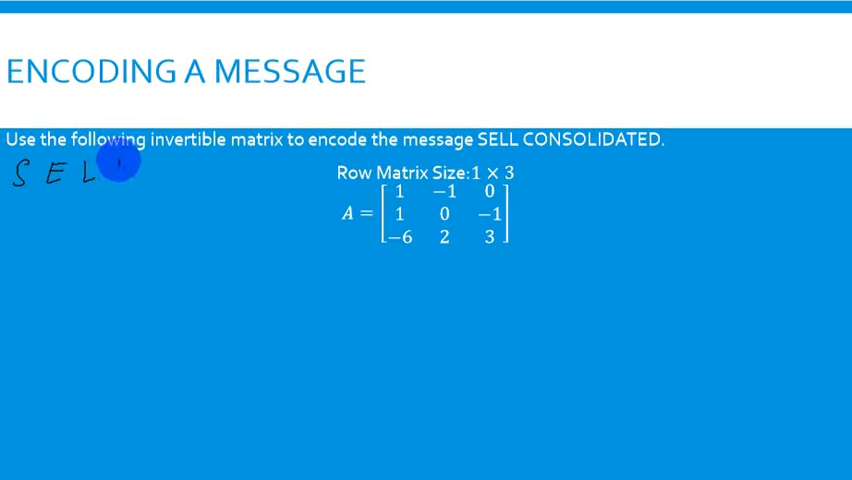 ENCODING A MESSAGE
Use the following invertible matrix to encode the message SELL CONSOLIDATED.
S E L
Row Matrix Size:1 × 3
A = [1 −1 0
1 0 −1
−6 2 3]